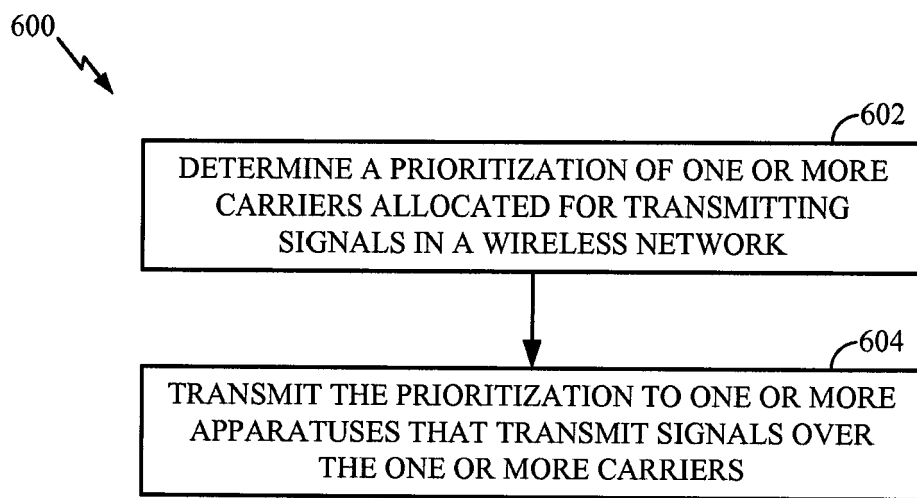 600
602
DETERMINE A PRIORITIZATION OF ONE OR MORE
CARRIERS ALLOCATED FOR TRANSMITTING
SIGNALS IN A WIRELESS NETWORK
604
TRANSMIT THE PRIORITIZATION TO ONE OR MORE
APPARATUSES THAT TRANSMIT SIGNALS OVER
THE ONE OR MORE CARRIERS